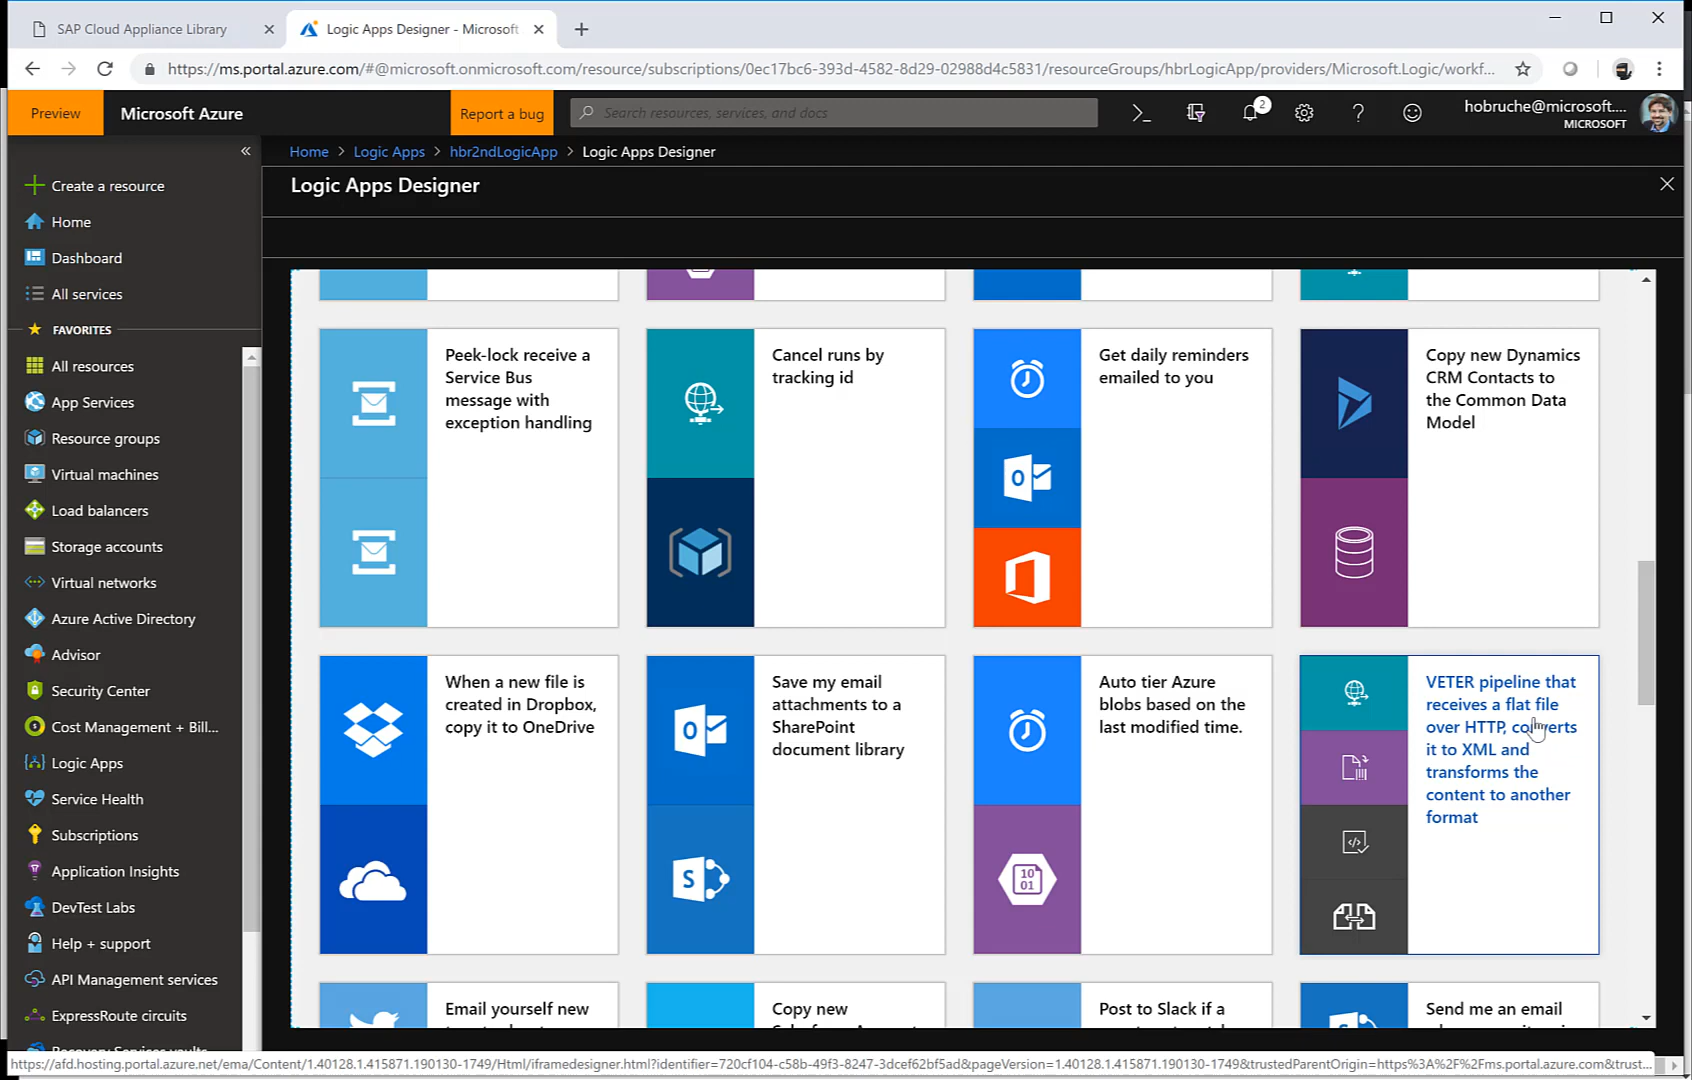 SAP Cloud Appliance Library
Logic Apps Designer - Microsoft
https://ms.portal.azure.com/#@microsoft.onmicrosoft.com/resource/subscriptions/0ec17bc6-393d-4582-8d29-02988d4c5831/resourceGroups/hbrLogicApp/providers/Microsoft.Logic/workf...
Preview
Microsoft Azure
Report a bug
Search resources, services, and docs
2
hobruche@microsoft....
MICROSOFT
Home > Logic Apps > hbr2ndLogicApp > Logic Apps Designer
Logic Apps Designer
Create a resource
Home
Dashboard
All services
FAVORITES
All resources
App Services
Resource groups
Virtual machines
Load balancers
Storage accounts
Virtual networks
Azure Active Directory
Advisor
Security Center
Cost Management + Bill...
Logic Apps
Service Health
Subscriptions
Application Insights
DevTest Labs
Help + support
API Management services
ExpressRoute circuits
Recovery Services vaults
Peek-lock receive a
Service Bus
message with
exception handling
Cancel runs by
tracking id
Get daily reminders
emailed to you
Copy new Dynamics
CRM Contacts to
the Common Data
Model
When a new file is
created in Dropbox,
copy it to OneDrive
Save my email
attachments to a
SharePoint
document library
Auto tier Azure
blobs based on the
last modified time.
10
01
VETER pipeline that
receives a flat file
over HTTP, converts
it to XML and
transforms the
content to another
format
Email yourself new
Copy new
Post to Slack if a
Send me an email
https://afd.hosting.portal.azure.net/ema/Content/1.40128.1.415871.190130-1749/Html/iframedesigner.html?identifier=720cf104-c58b-49f3-8247-3dcef62bf5ad&pageVersion=1.40128.1.415871.190130-1749&trustedParentOrigin=https%3A%2F%2Fms.portal.azure.com&trust...